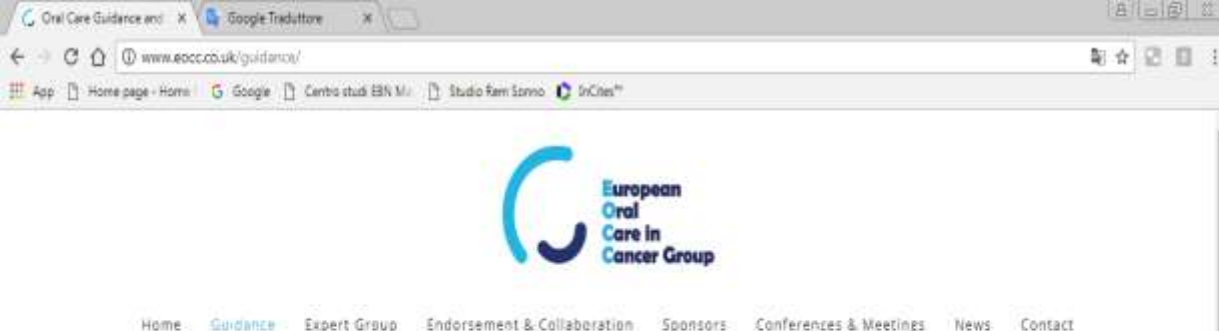 Oral Care Guidance and
Google Traduttore
www.eocc.co.uk/guidance/
App Home page - Home Google Centro studi EBN Ma Studio Rem Sonno InCites™
European
Oral
Care in
Cancer Group
Home Guidance Expert Group Endorsement & Collaboration Sponsors Conferences & Meetings News Contact